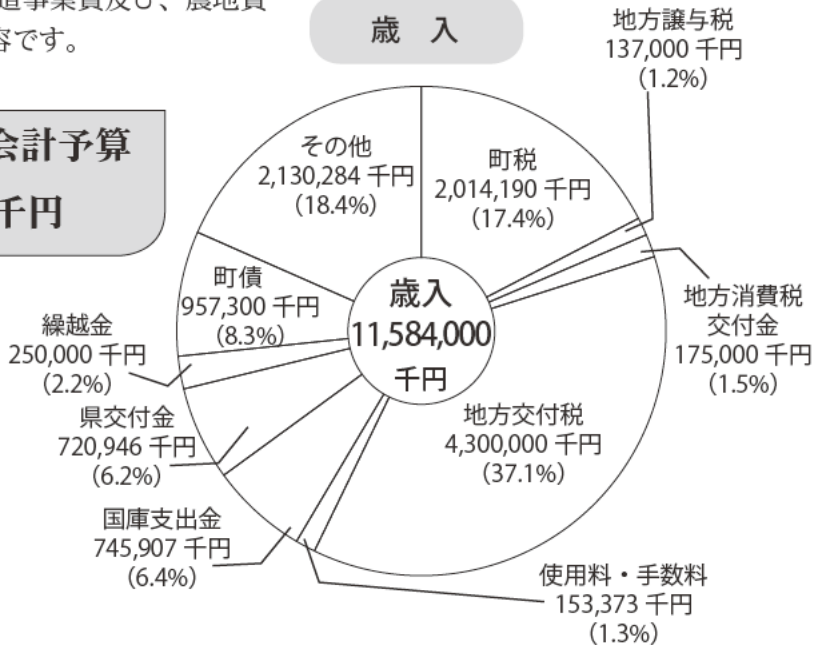 道事業費及び、農地費
容です。
会計予算
千円
歳　入
地方譲与税
137,000 千円
(1.2%)
その他
2,130,284 千円
(18.4%)
町税
2,014,190 千円
(17.4%)
町債
957,300 千円
(8.3%)
歳入
11,584,000
千円
地方消費税
交付金
175,000 千円
(1.5%)
繰越金
250,000 千円
(2.2%)
県交付金
720,946 千円
(6.2%)
地方交付税
4,300,000 千円
(37.1%)
国庫支出金
745,907 千円
(6.4%)
使用料・手数料
153,373 千円
(1.3%)